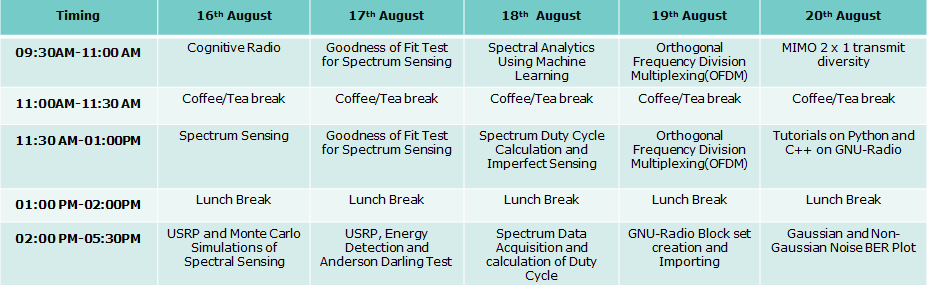 Timing 16th August 17th August 18th August 19th August 20th August
09:30AM-11:00 AM
Cognitive Radio
Goodness of Fit Test
for Spectrum Sensing
Spectral Analytics
Using Machine
Learning
Orthogonal
Frequency Division
Multiplexing(OFDM)
MIMO 2 x 1 transmit
diversity
11:00AM-11:30 AM
Coffee/Tea break
Coffee/Tea break
Coffee/Tea break
Coffee/Tea break
Coffee/Tea break
11:30 AM-01:00PM
Spectrum Sensing
Goodness of Fit Test
for Spectrum Sensing
Spectrum Duty Cycle
Calculation and
Imperfect Sensing
Orthogonal
Frequency Division
Multiplexing(OFDM)
Tutorials on Python and
C++ on GNU-Radio
01:00 PM-02:00PM
Lunch Break
Lunch Break
Lunch Break
Lunch Break
Lunch Break
02:00 PM-05:30PM
USRP and Monte Carlo
Simulations of
Spectral Sensing
USRP, Energy
Detection and
Anderson Darling Test
Spectrum Data
Acquisition and
calculation of Duty
Cycle
GNU-Radio Block set
creation and
Importing
Gaussian and Non-
Gaussian Noise BER Plot